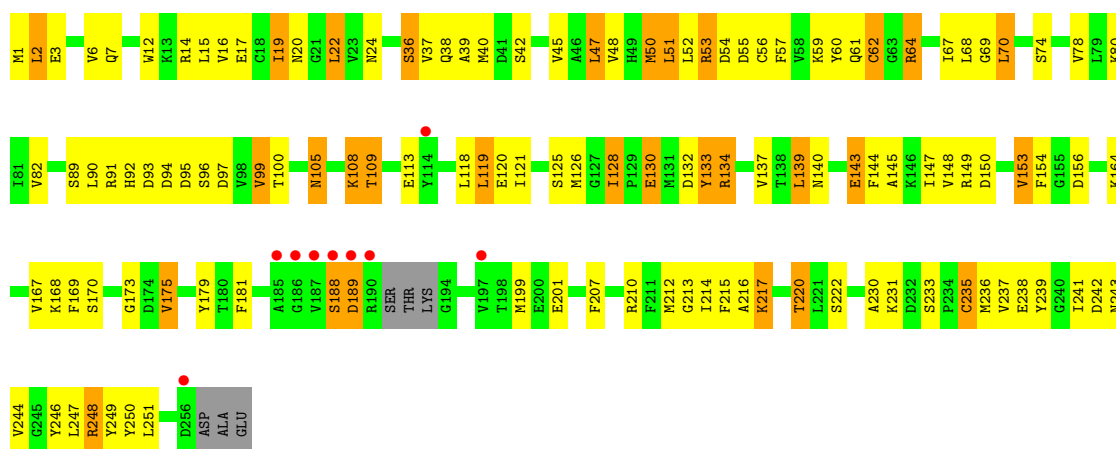 M1 L2 E3 V6 Q7 W12 K13 R14 L15 V16 E17 C18 I19 N20 G21 L22 V23 N24 S36 V37 Q38 A39 M40 D41 S42 V45 A46 L47 V48 H49 M50 L51 L52 R53 D54 D55 C56 F57 V58 K59 Y60 Q61 C62 G63 R64 I67 L68 G69 L70 S74 V78 L79 K80
I81 V82 S89 L90 R91 H92 D93 D94 D95 S96 D97 V98 V99 T100 N105 K108 T109 E113 Y114 L118 L119 E120 I121 S125 M126 G127 I128 P129 E130 M131 D132 Y133 R134 V137 T138 L139 N140 E143 F144 A145 K146 I147 V148 R149 D150 V153 F154 G155 D156 K164
V167 K168 F169 S170 G173 D174 V175 Y179 T180 F181 A185 G186 V187 S188 D189 R190 SER THR LYS G194 V197 T198 M199 E200 E201 F207 R210 F211 M212 G213 I214 F215 A216 K217 T220 L221 S222 A230 K231 D232 S233 P234 C235 M236 V237 E238 Y239 G240 I241 D242 N243
V244 G245 Y246 L247 R248 Y249 Y250 L251 D256 ASP ALA GLU